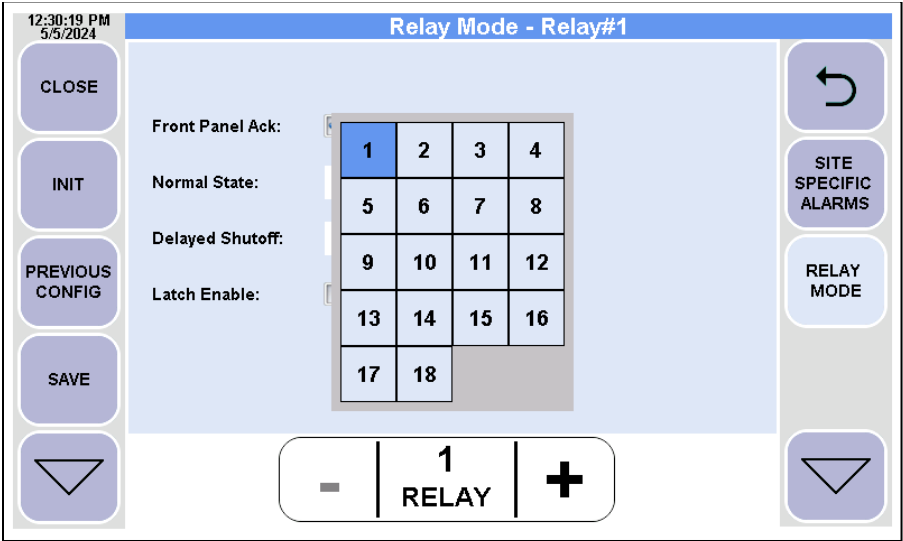 12:30:19 PM
5/5/2024
Relay Mode - Relay#1
CLOSE
INIT
PREVIOUS
CONFIG
SAVE
Front Panel Ack:
Normal State:
Delayed Shutoff:
Latch Enable:
1 2 3 4
5 6 7 8
9 10 11 12
13 14 15 16
17 18
SITE
SPECIFIC
ALARMS
RELAY
MODE
- 1 +
RELAY